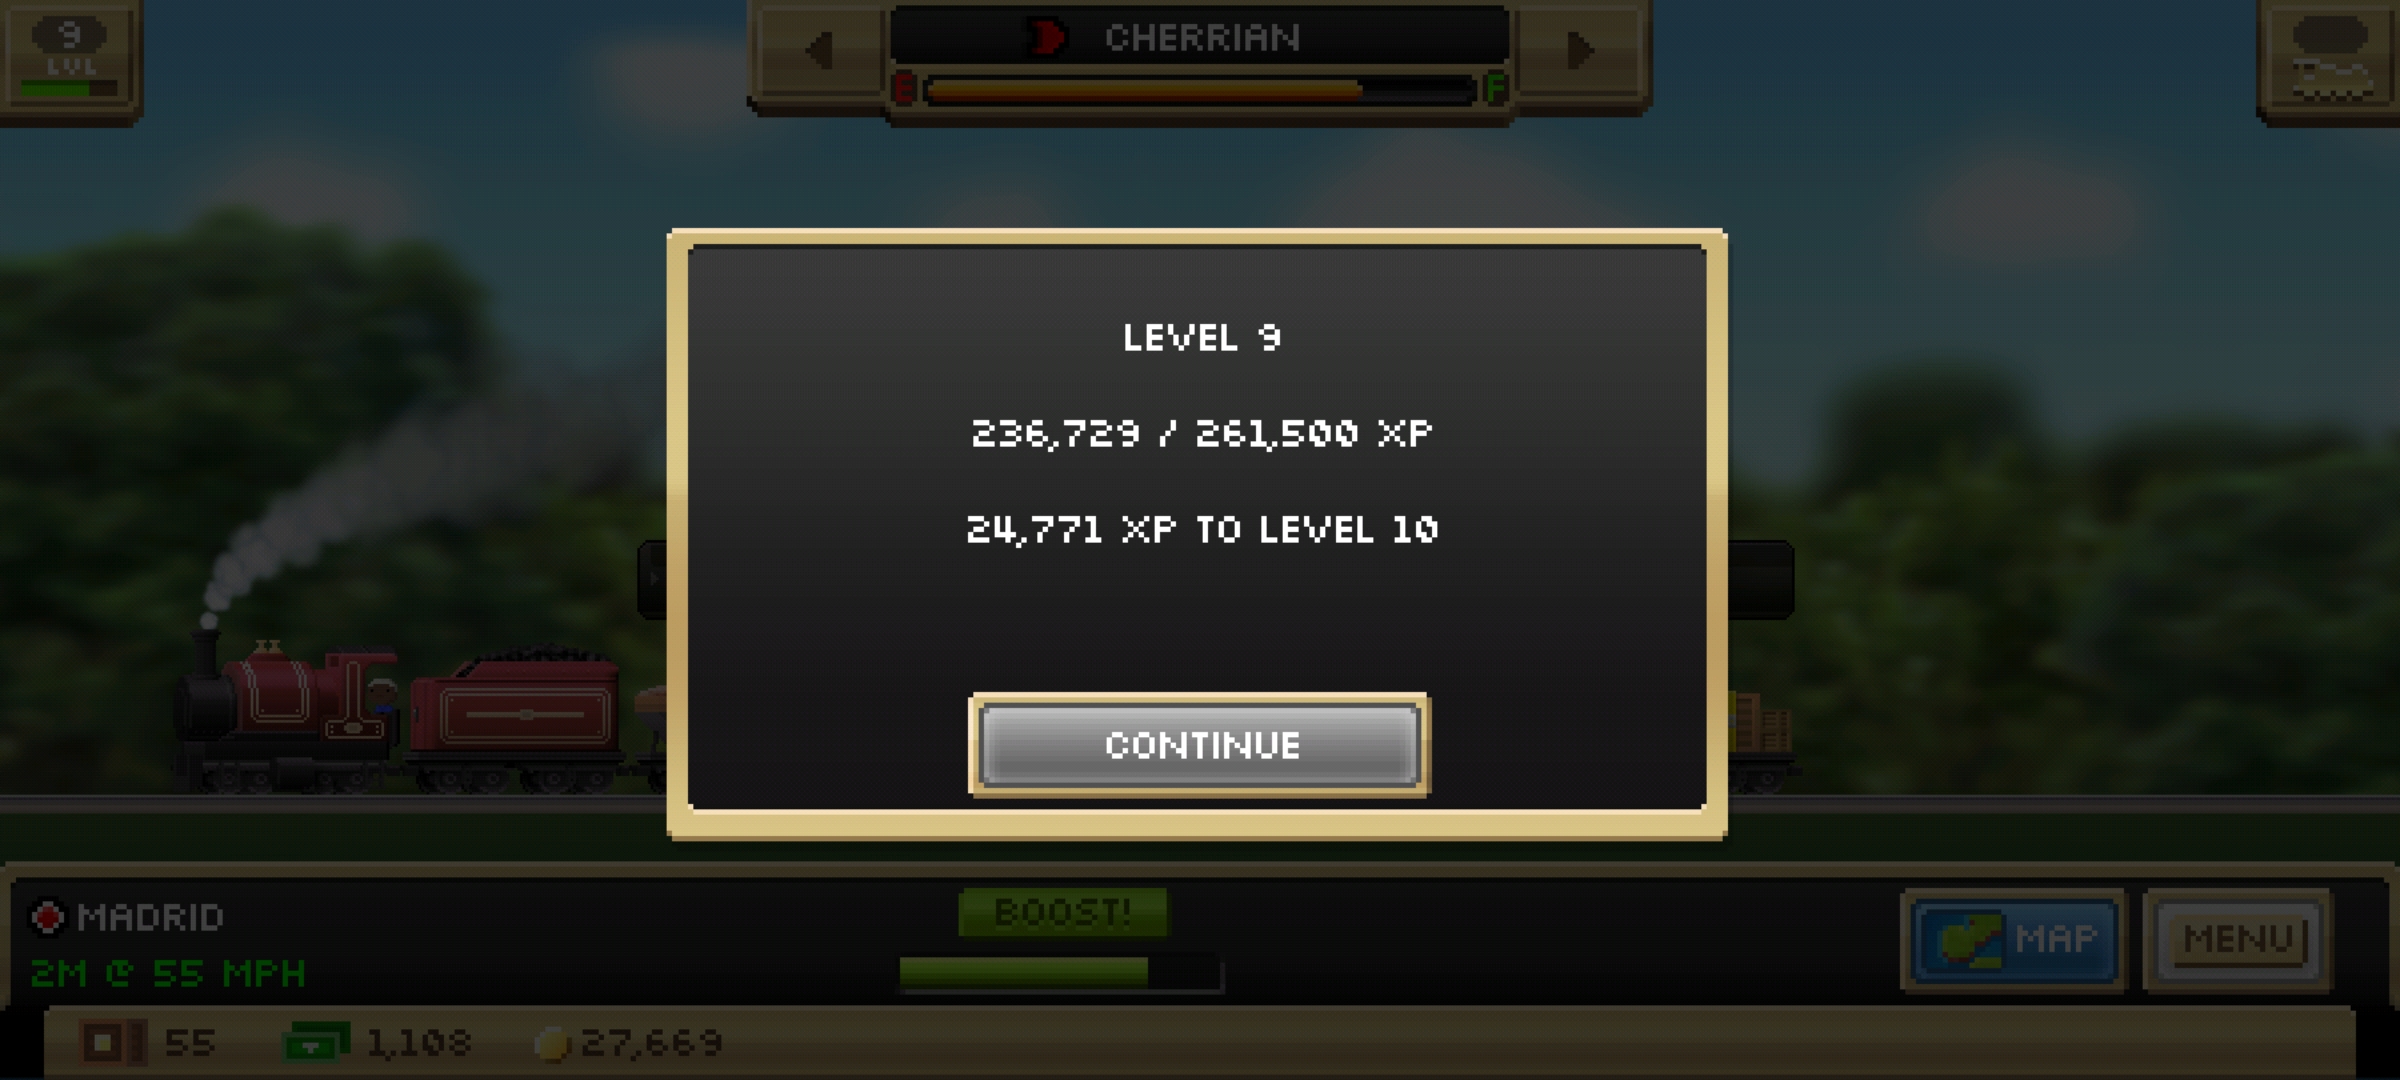 9
LVL
CHERRIAN
E
F
LEVEL 9
236,729 / 261,500 XP
24,771 XP TO LEVEL 10
CONTINUE
MADRID
2M @ 55 MPH
BOOST!
MAP
MENU
55
1,108
27,669